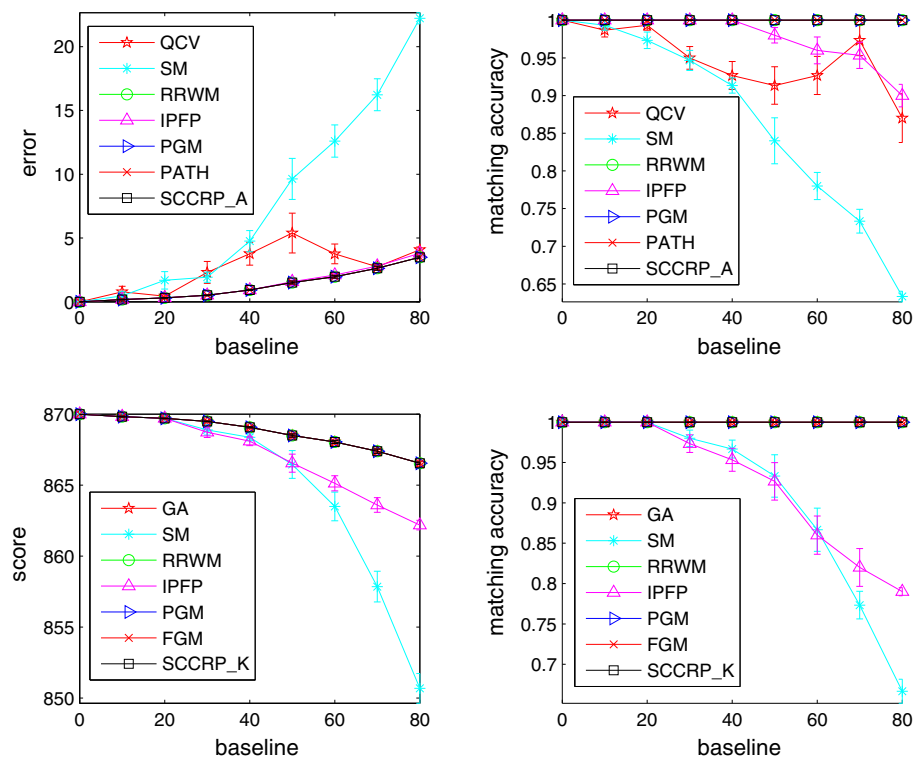 error
20
15
10
5
0
QCV
SM
RRWM
IPFP
PGM
PATH
SCCRP_A
0 20 40 60 80
baseline
matching accuracy
1
0.95
0.9
0.85
0.8
0.75
0.7
0.65
QCV
SM
RRWM
IPFP
PGM
PATH
SCCRP_A
0 20 40 60 80
baseline
score
870
865
860
855
850
GA
SM
RRWM
IPFP
PGM
FGM
SCCRP_K
0 20 40 60 80
baseline
matching accuracy
1
0.95
0.9
0.85
0.8
0.75
0.7
GA
SM
RRWM
IPFP
PGM
FGM
SCCRP_K
0 20 40 60 80
baseline